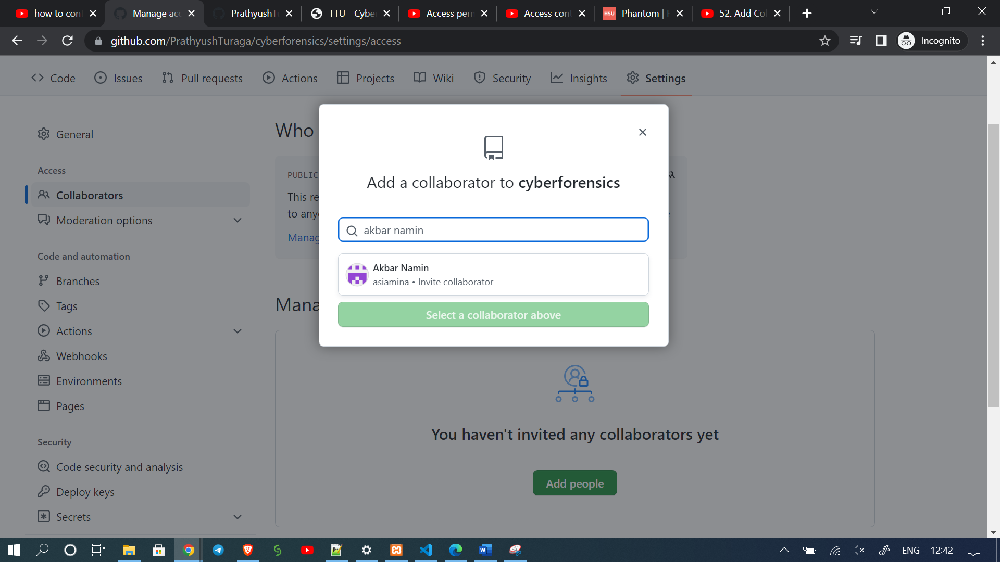 how to con
Manage acc
PrathyushTu
TTU - Cyber
Access perm
Access cont
H5U
Phantom | H
52. Add Col
github.com/PrathyushTuraga/cyberforensics/settings/access
Incognito
Code
Issues
Pull requests
Actions
Projects
Wiki
Security
Insights
Settings
General
Access
Collaborators
Moderation options
Code and automation
Branches
Tags
Actions
Webhooks
Environments
Pages
Security
Code security and analysis
Deploy keys
Secrets
Who
PUBLIC
This re
to any
Manag
Mana
Add a collaborator to cyberforensics
akbar namin
Akbar Namin
asiamina • Invite collaborator
Select a collaborator above
You haven't invited any collaborators yet
Add people
ENG
12:42